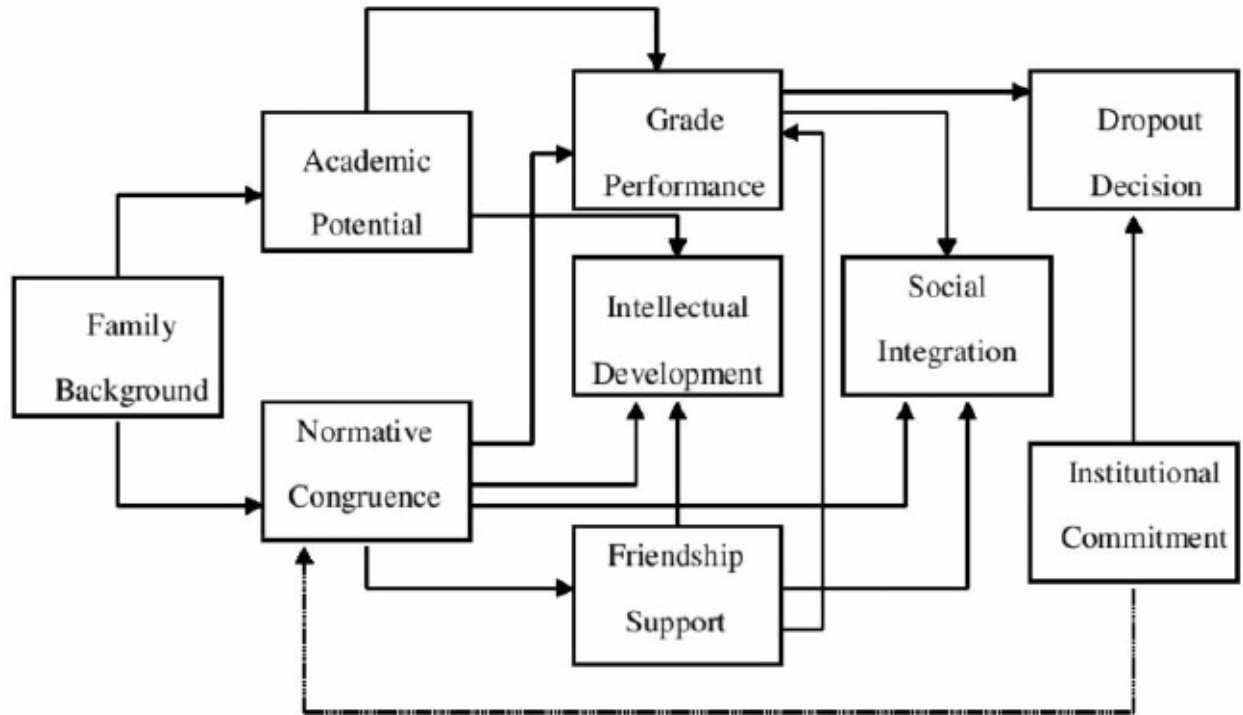 Grade
Performance
Dropout
Decision
Academic
Potential
Social
Integration
Family
Background
Intellectual
Development
Normative
Congruence
Institutional
Commitment
Friendship
Support